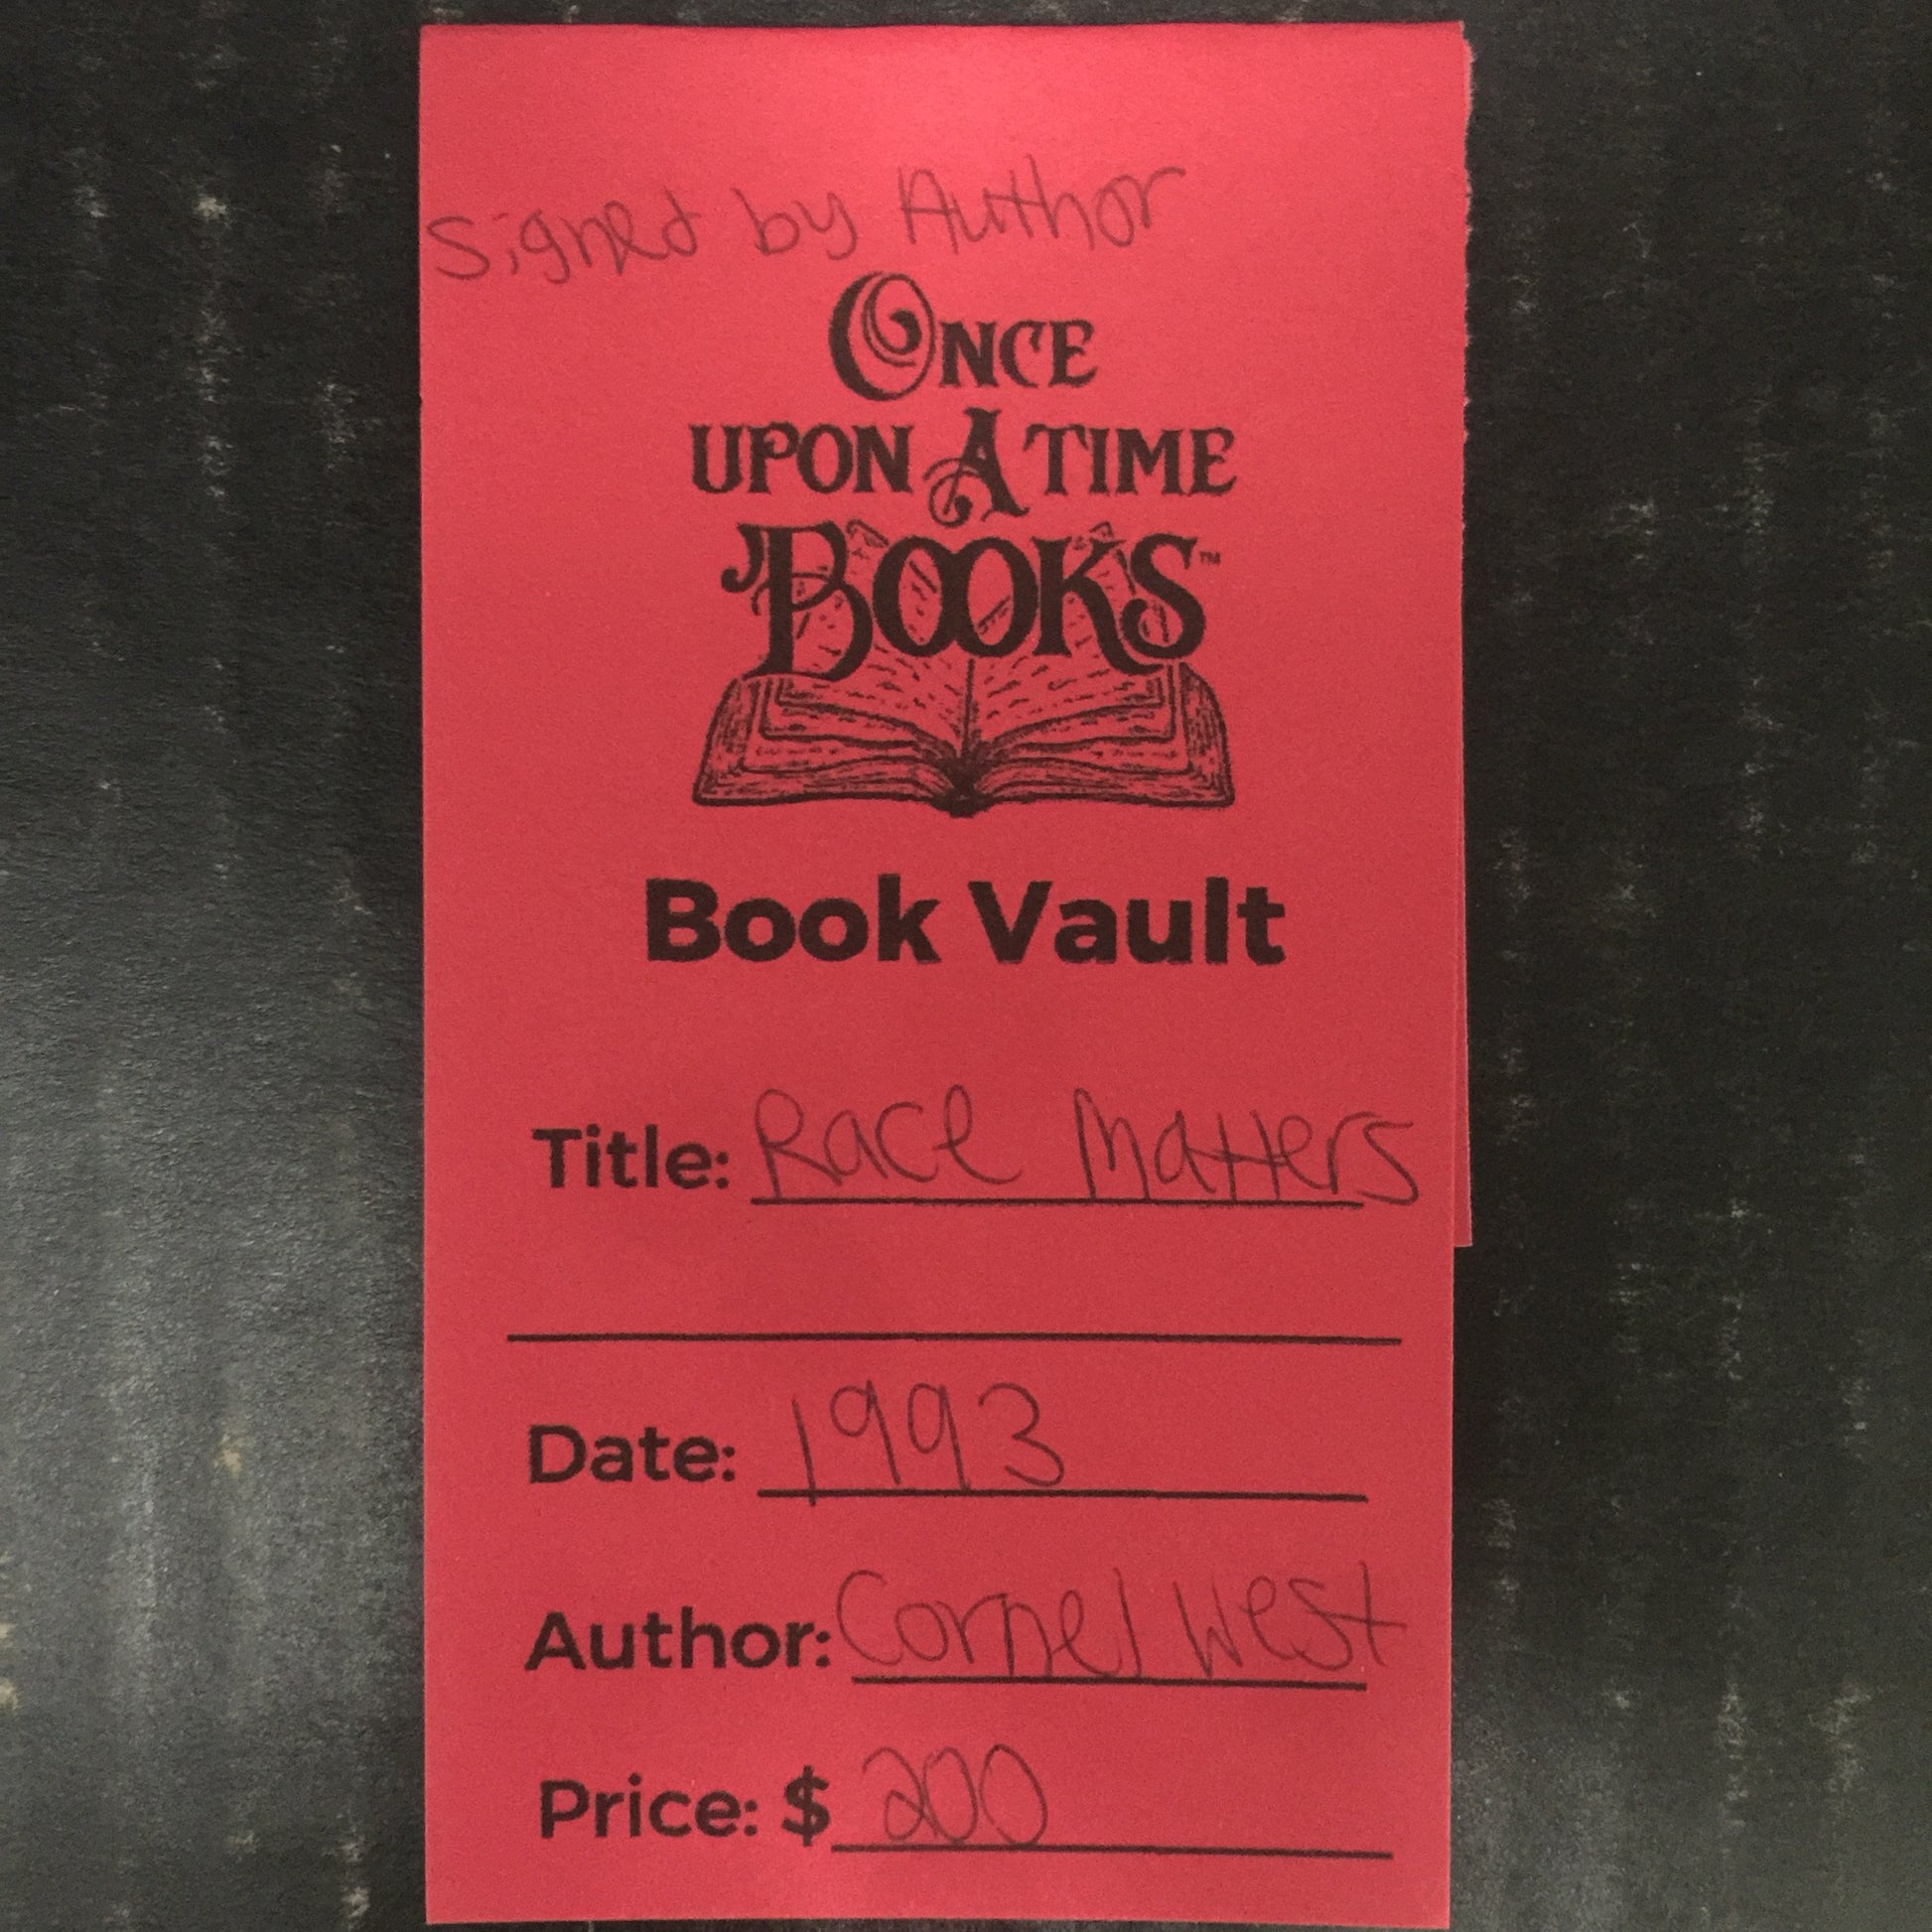 Signed by Author
ONCE
UPON A TIME
BOOKS™
Book Vault
Title: Race Matters
Date: 1993
Author: Cornel West
Price: $ 200